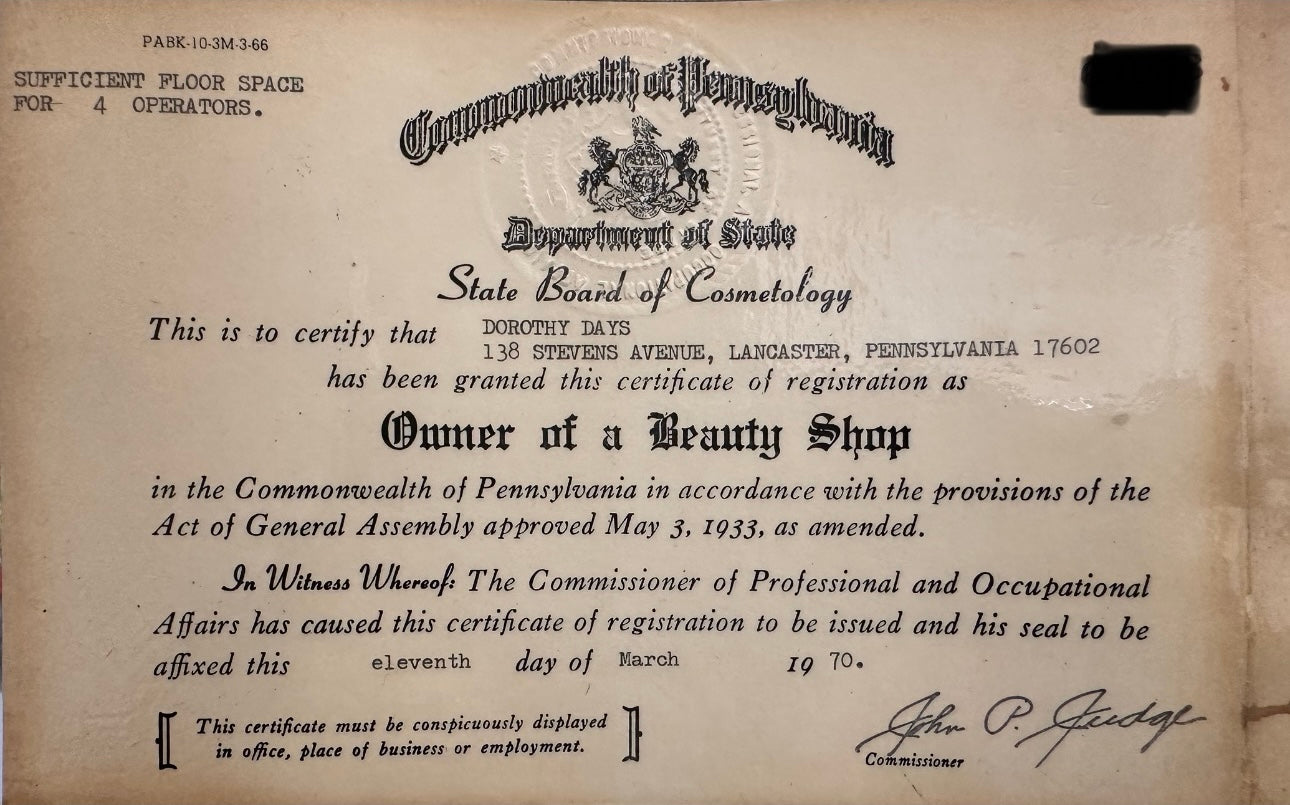 PABK-10-3M-3-66
SUFFICIENT FLOOR SPACE
FOR 4 OPERATORS.
Commonwealth of Pennsylvania
Department of State
State Board of Cosmetology
This is to certify that DOROTHY DAYS
138 STEVENS AVENUE, LANCASTER, PENNSYLVANIA 17602
has been granted this certificate of registration as
Owner of a Beauty Shop
in the Commonwealth of Pennsylvania in accordance with the provisions of the
Act of General Assembly approved May 3, 1933, as amended.
In Witness Whereof: The Commissioner of Professional and Occupational
Affairs has caused this certificate of registration to be issued and his seal to be
affixed this eleventh day of March 19 70.
This certificate must be conspicuously displayed
in office, place of business or employment.
John P. Judge
Commissioner